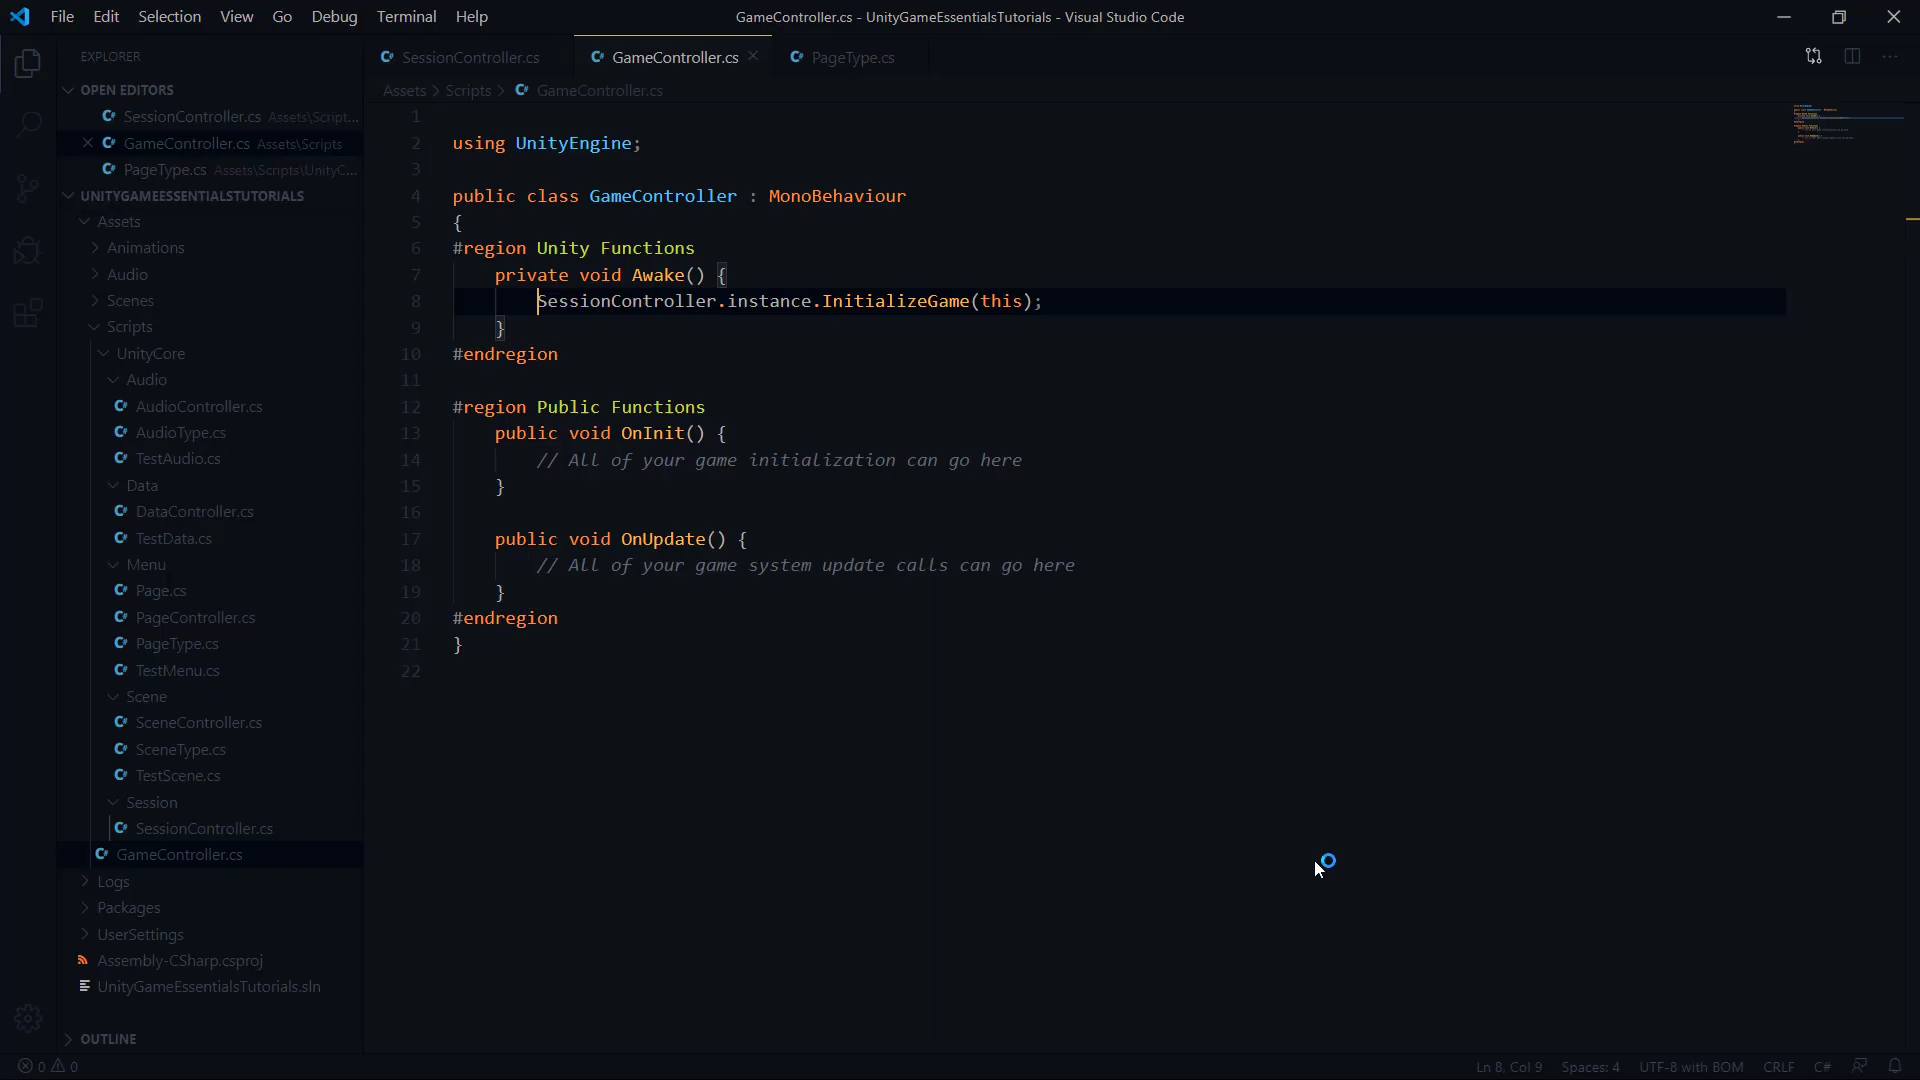 File Edit Selection View Go Debug Terminal Help
GameController.cs - UnityGameEssentialsTutorials - Visual Studio Code
EXPLORER
OPEN EDITORS
SessionController.cs Assets\Script...
GameController.cs Assets\Scripts
PageType.cs Assets\Scripts\UnityC...
UNITYGAMEESSENTIALSTUTORIALS
Assets
Animations
Audio
Scenes
Scripts
UnityCore
Audio
AudioController.cs
AudioType.cs
TestAudio.cs
Data
DataController.cs
TestData.cs
Menu
Page.cs
PageController.cs
PageType.cs
TestMenu.cs
Scene
SceneController.cs
SceneType.cs
TestScene.cs
Session
SessionController.cs
GameController.cs
Logs
Packages
UserSettings
Assembly-CSharp.csproj
UnityGameEssentialsTutorials.sln
OUTLINE
SessionController.cs GameController.cs PageType.cs
Assets > Scripts > GameController.cs
1
2 using UnityEngine;
3
4 public class GameController : MonoBehaviour
5 {
6 #region Unity Functions
7 private void Awake() {
8 SessionController.instance.InitializeGame(this);
9 }
10 #endregion
11
12 #region Public Functions
13 public void OnInit() {
14 // All of your game initialization can go here
15 }
16
17 public void OnUpdate() {
18 // All of your game system update calls can go here
19 }
20 #endregion
21 }
22
0 0 Ln 8, Col 9 Spaces: 4 UTF-8 with BOM CRLF C#